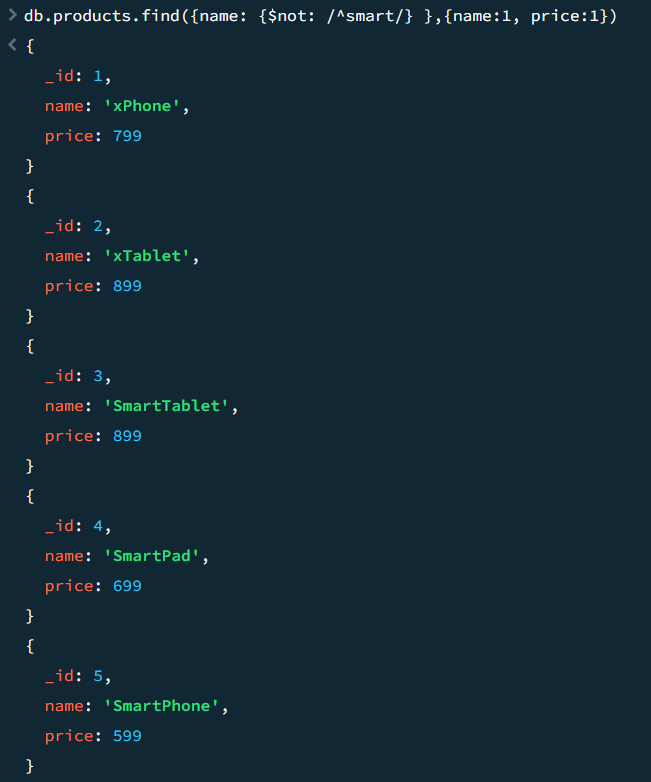 > db.products.find({name: {$not: /^smart/} },{name:1, price:1})
< {
_id: 1,
name: 'xPhone',
price: 799
}
{
_id: 2,
name: 'xTablet',
price: 899
}
{
_id: 3,
name: 'SmartTablet',
price: 899
}
{
_id: 4,
name: 'SmartPad',
price: 699
}
{
_id: 5,
name: 'SmartPhone',
price: 599
}